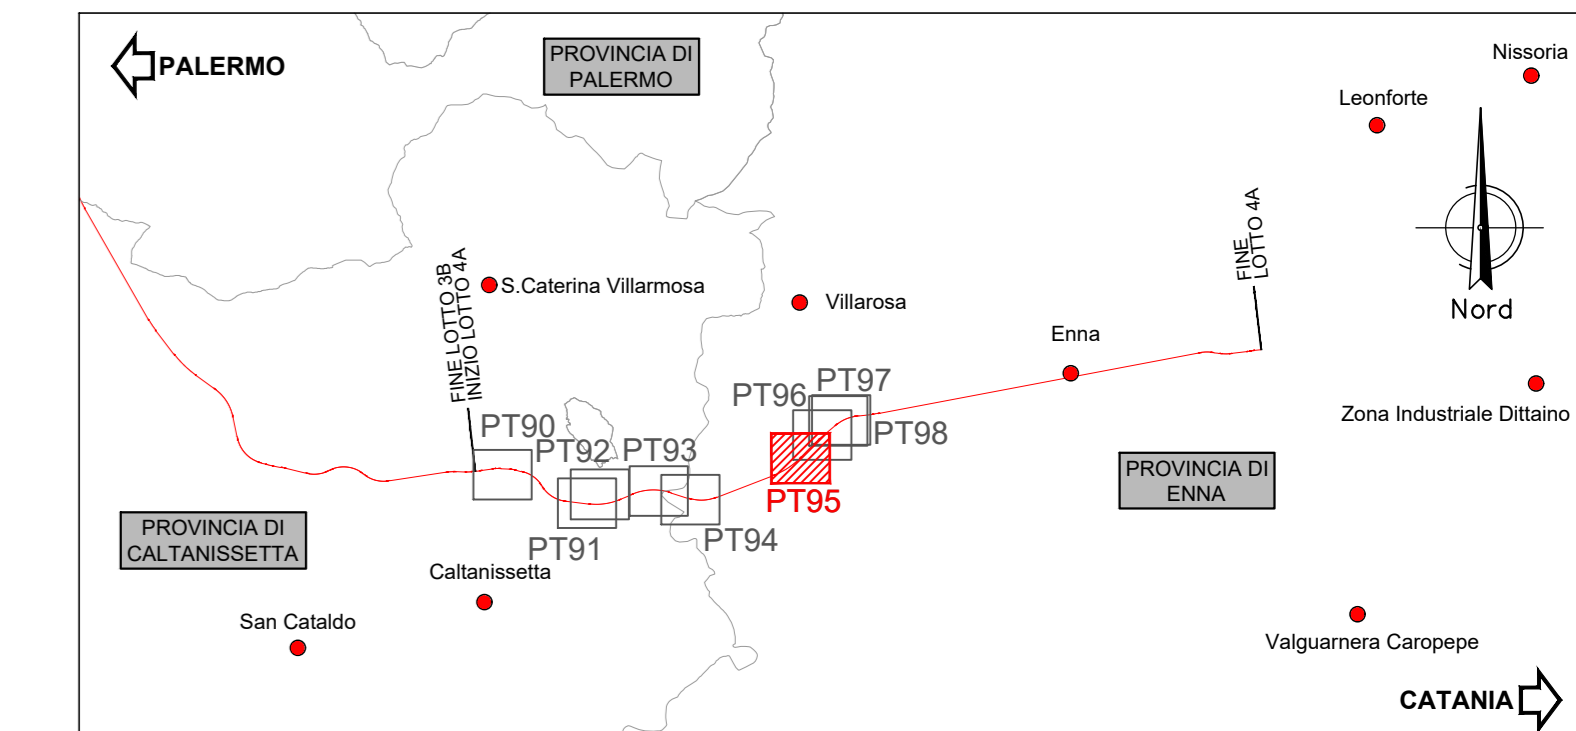 PALERMO
PROVINCIA DI
PALERMO
Nissoria
Leonforte
Nord
FINE LOTTO 3B
INIZIO LOTTO 4A
S.Caterina Villarmosa
Villarosa
Enna
FINE
LOTTO 4A
Zona Industriale Dittaino
PT90
PT92
PT93
PT96
PT97
PT98
PT95
PT91
PT94
PROVINCIA DI
ENNA
PROVINCIA DI
CALTANISSETTA
Caltanissetta
San Cataldo
Valguarnera Caropepe
CATANIA